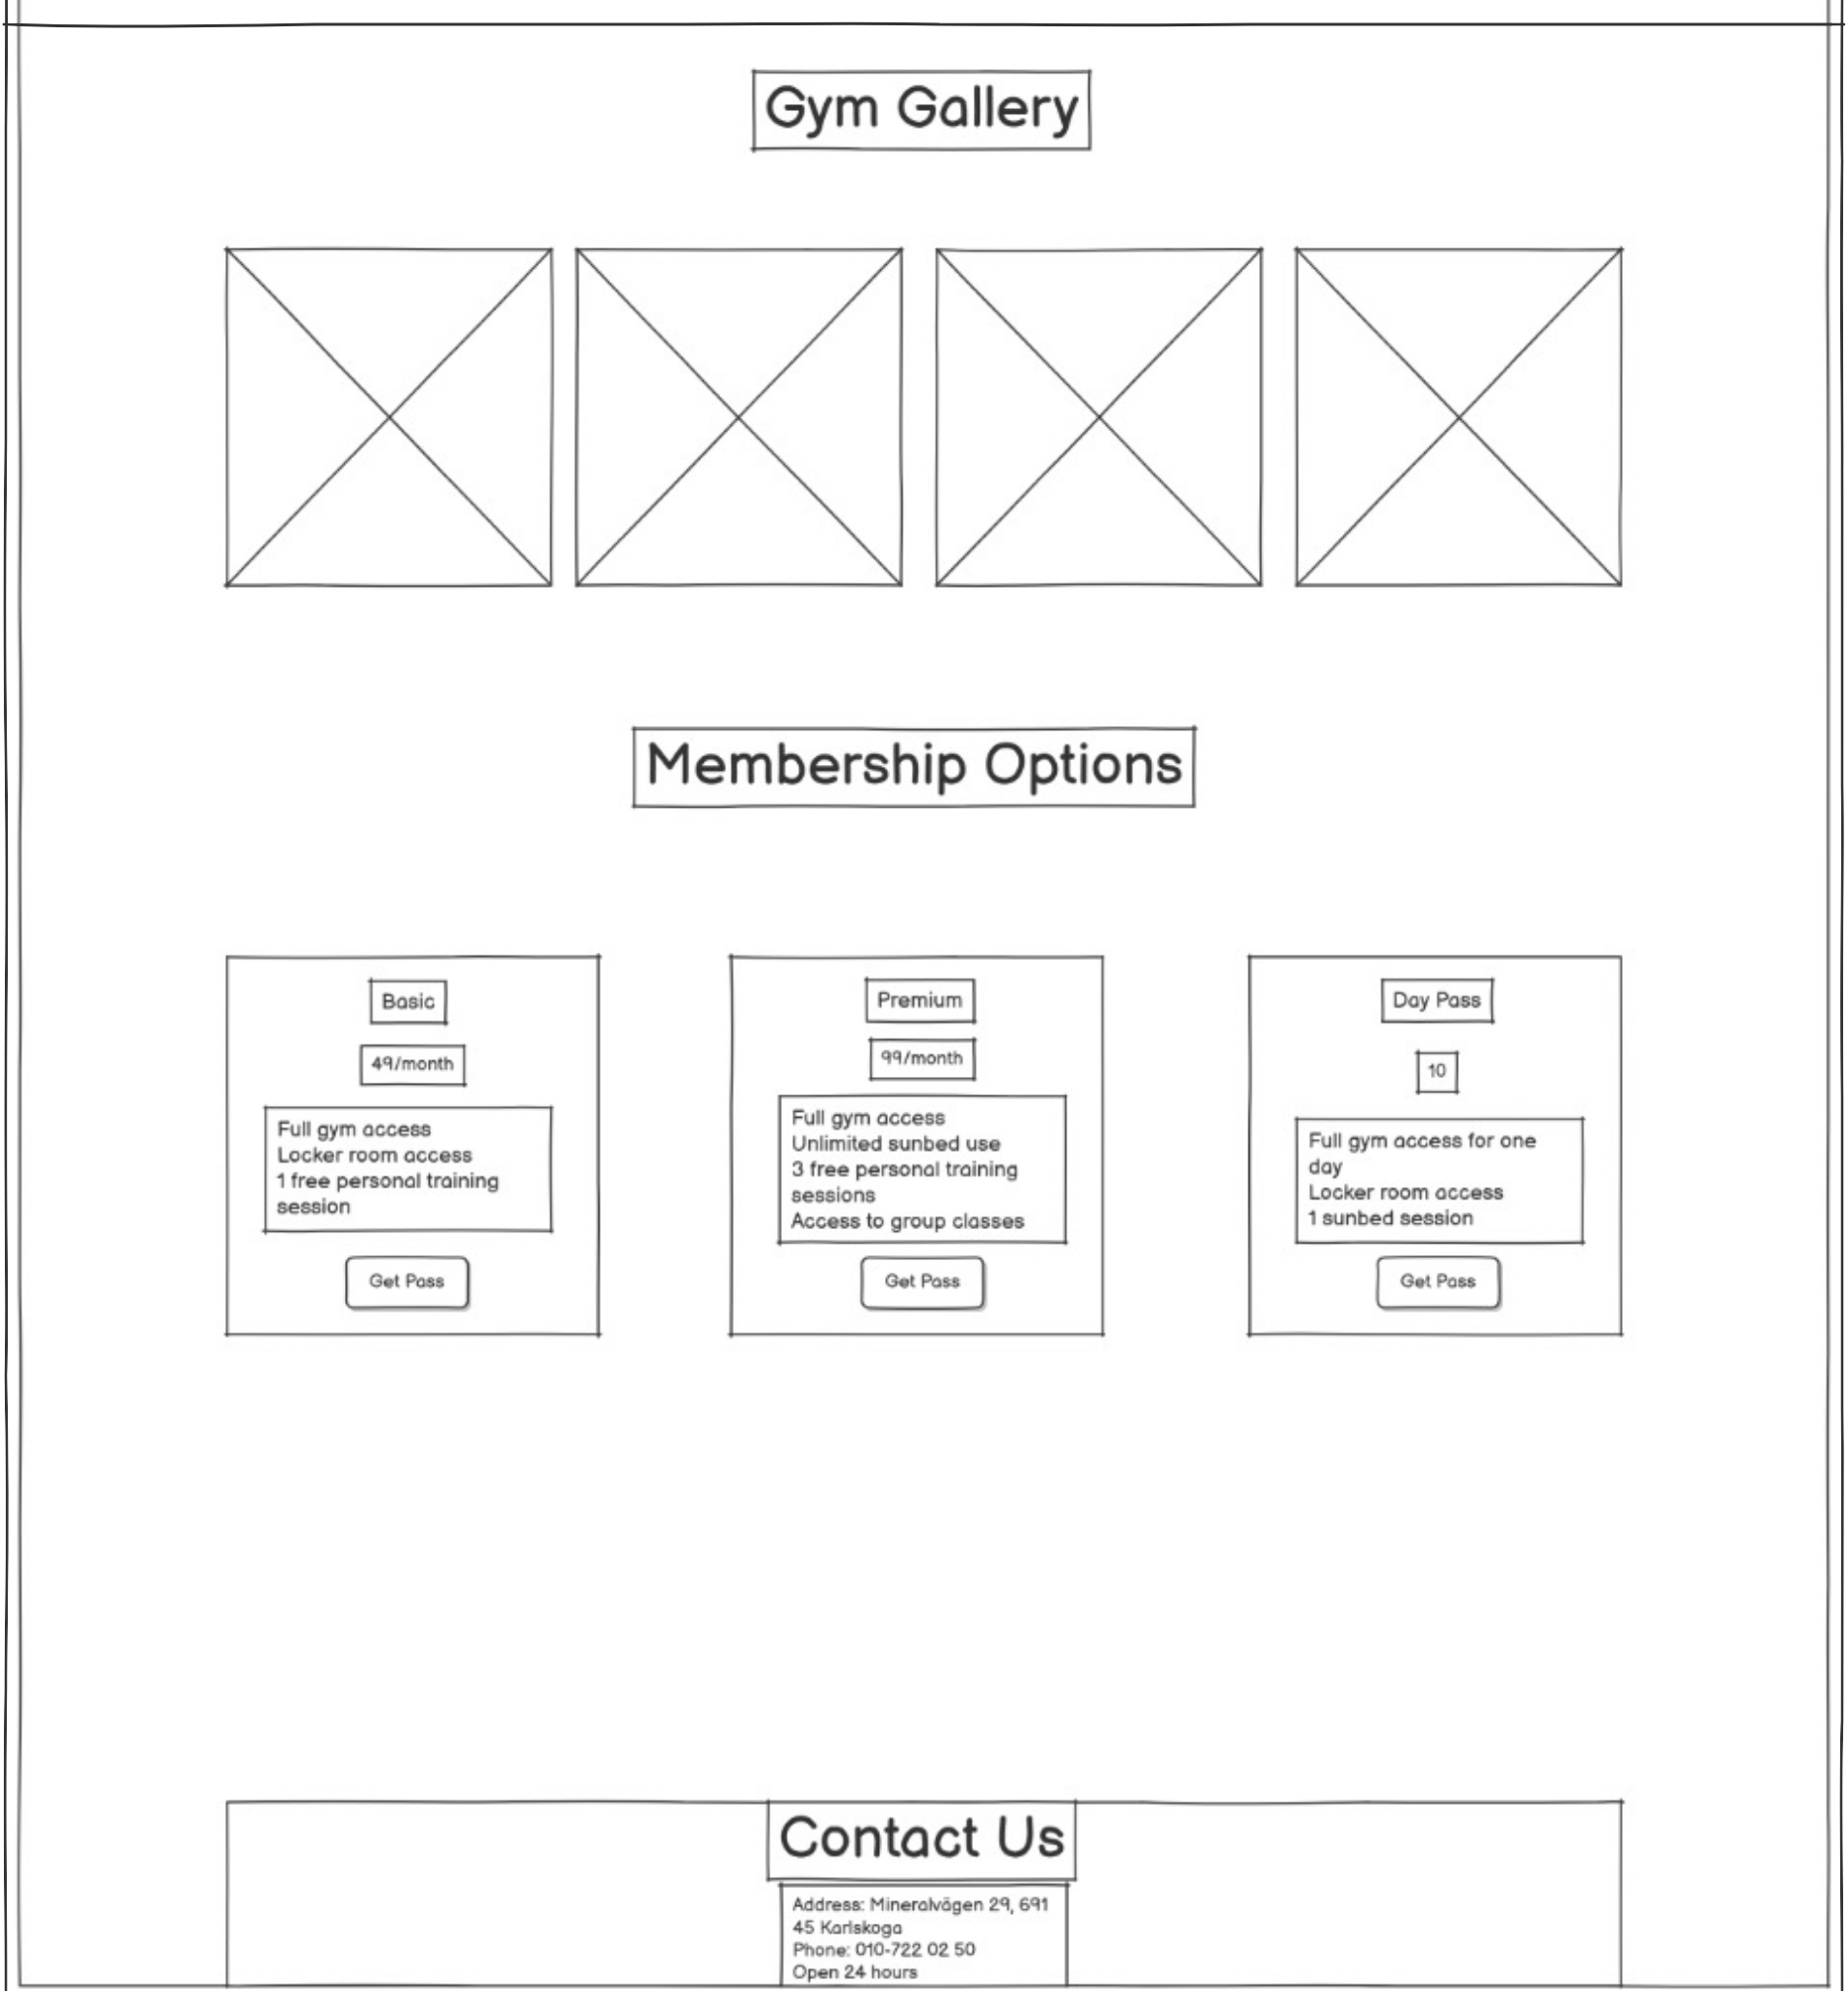 Gym Gallery
Membership Options
Basic
49/month
Full gym access
Locker room access
1 free personal training
session
Get Pass
Premium
99/month
Full gym access
Unlimited sunbed use
3 free personal training
sessions
Access to group classes
Get Pass
Day Pass
10
Full gym access for one
day
Locker room access
1 sunbed session
Get Pass
Contact Us
Address: Mineralvägen 29, 691
45 Karlskoga
Phone: 010-722 02 50
Open 24 hours